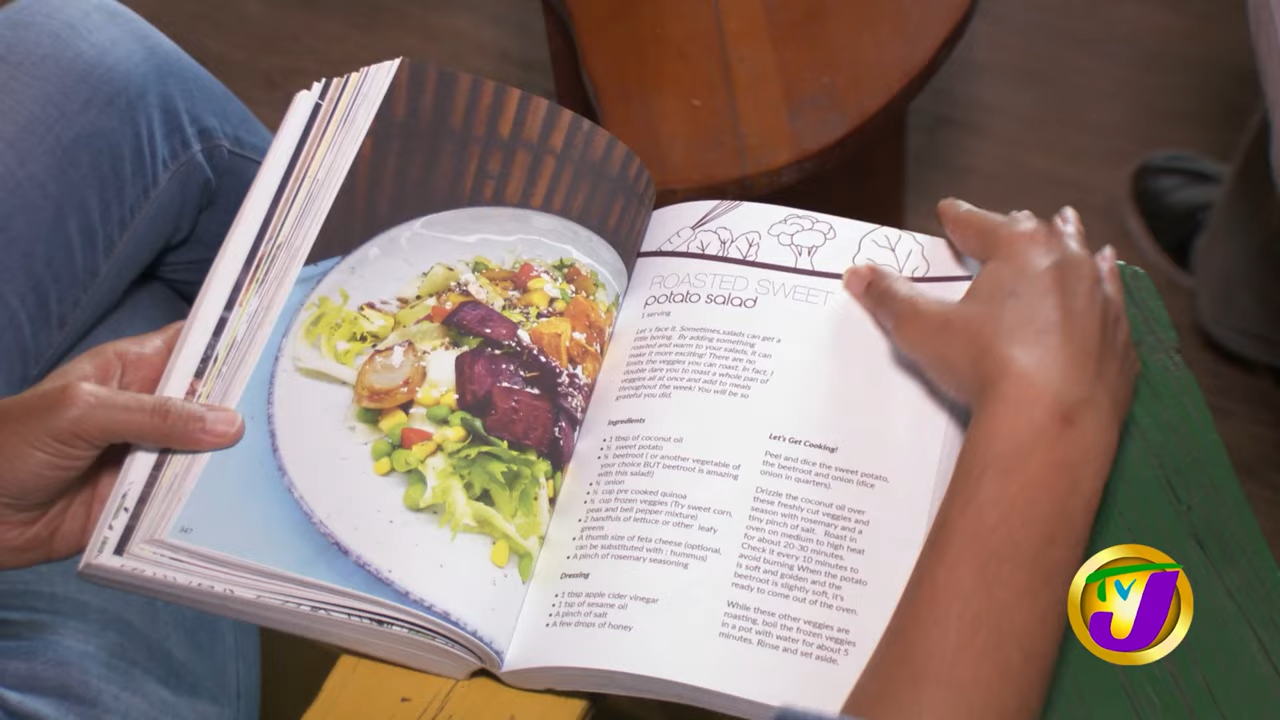 ROASTED SWEET
potato salad
1 serving
Let's face it. Sometimes,salads can get a
little boring. By adding something
roasted and warm to your salads, it can
make it more exciting! There are no
limits the veggies you can roast. In fact, I
double dare you to roast a whole pan of
veggies all at once and add to meals
throughout the week! You will be so
grateful you did.
Ingredients
• 1 tbsp of coconut oil
• ½ sweet potato
• ½ beetroot ( or another vegetable of
your choice BUT beetroot is amazing
with this salad!)
• ½ onion
• ½ cup pre cooked quinoa
• ½ cup frozen veggies (Try sweet corn,
peas and bell pepper mixture)
• 2 handfuls of lettuce or other leafy
greens
• A thumb size of feta cheese (optional,
can be substituted with : hummus)
• A pinch of rosemary seasoning
Dressing
• 1 tbsp apple cider vinegar
• 1 tsp of sesame oil
• A pinch of salt
• A few drops of honey
Let's Get Cooking!
Peel and dice the sweet potato,
the beetroot and onion (dice
onion in quarters).
Drizzle the coconut oil over
these freshly cut veggies and
season with rosemary and a
tiny pinch of salt. Roast in
oven on medium to high heat
for about 20-30 minutes.
Check it every 10 minutes to
avoid burning When the potato
is soft and golden and the
beetroot is slightly soft, it's
ready to come out of the oven.
While these other veggies are
roasting, boil the frozen veggies
in a pot with water for about 5
minutes. Rinse and set aside.
147
TVJ